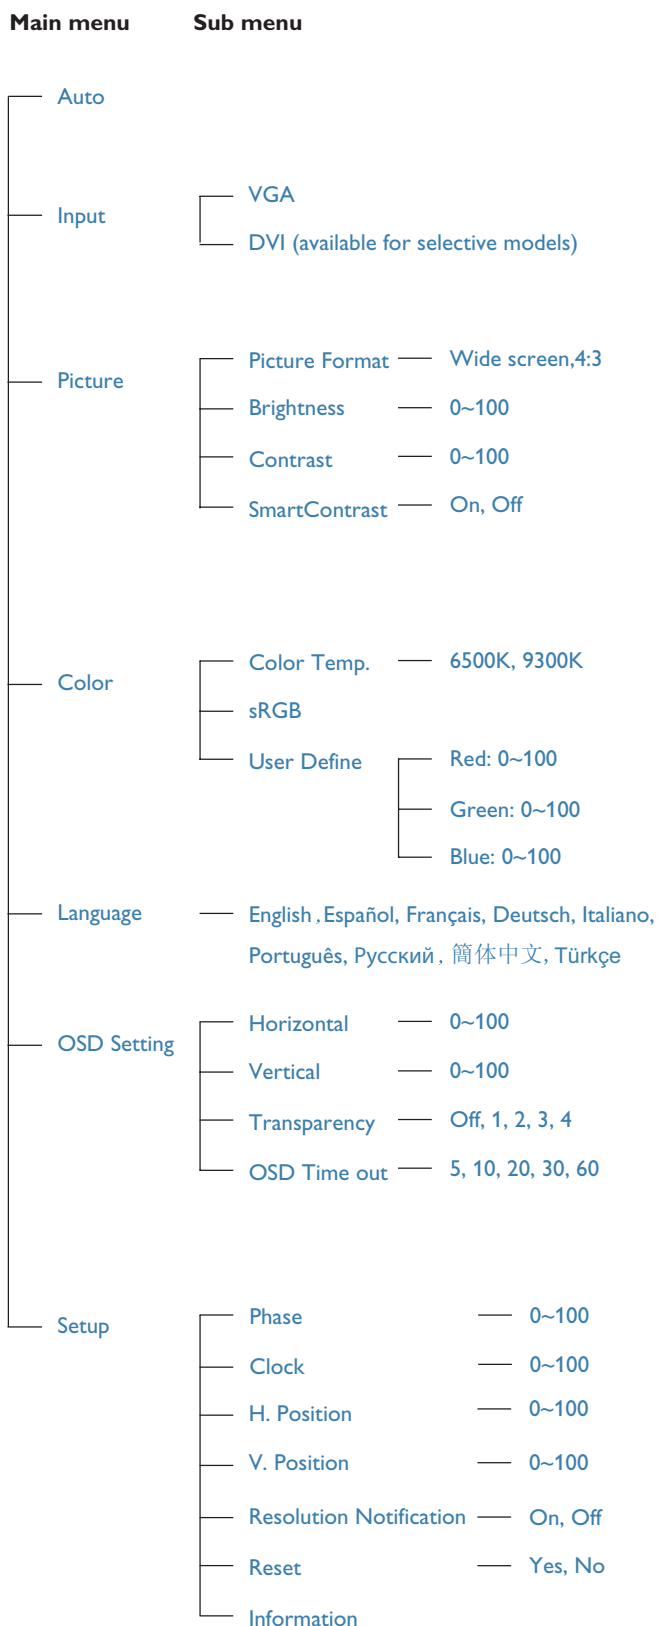 Main menu Sub menu
Auto
Input
VGA
DVI (available for selective models)
Picture
Picture Format Wide screen,4:3
Brightness 0~100
Contrast 0~100
SmartContrast On, Off
Color
Color Temp. 6500K, 9300K
sRGB
User Define
Red: 0~100
Green: 0~100
Blue: 0~100
Language
English , Español, Français, Deutsch, Italiano,
Português, Русский , 簡体中文, Türkçe
OSD Setting
Horizontal 0~100
Vertical 0~100
Transparency Off, 1, 2, 3, 4
OSD Time out 5, 10, 20, 30, 60
Setup
Phase 0~100
Clock 0~100
H. Position 0~100
V. Position 0~100
Resolution Notification On, Off
Reset Yes, No
Information